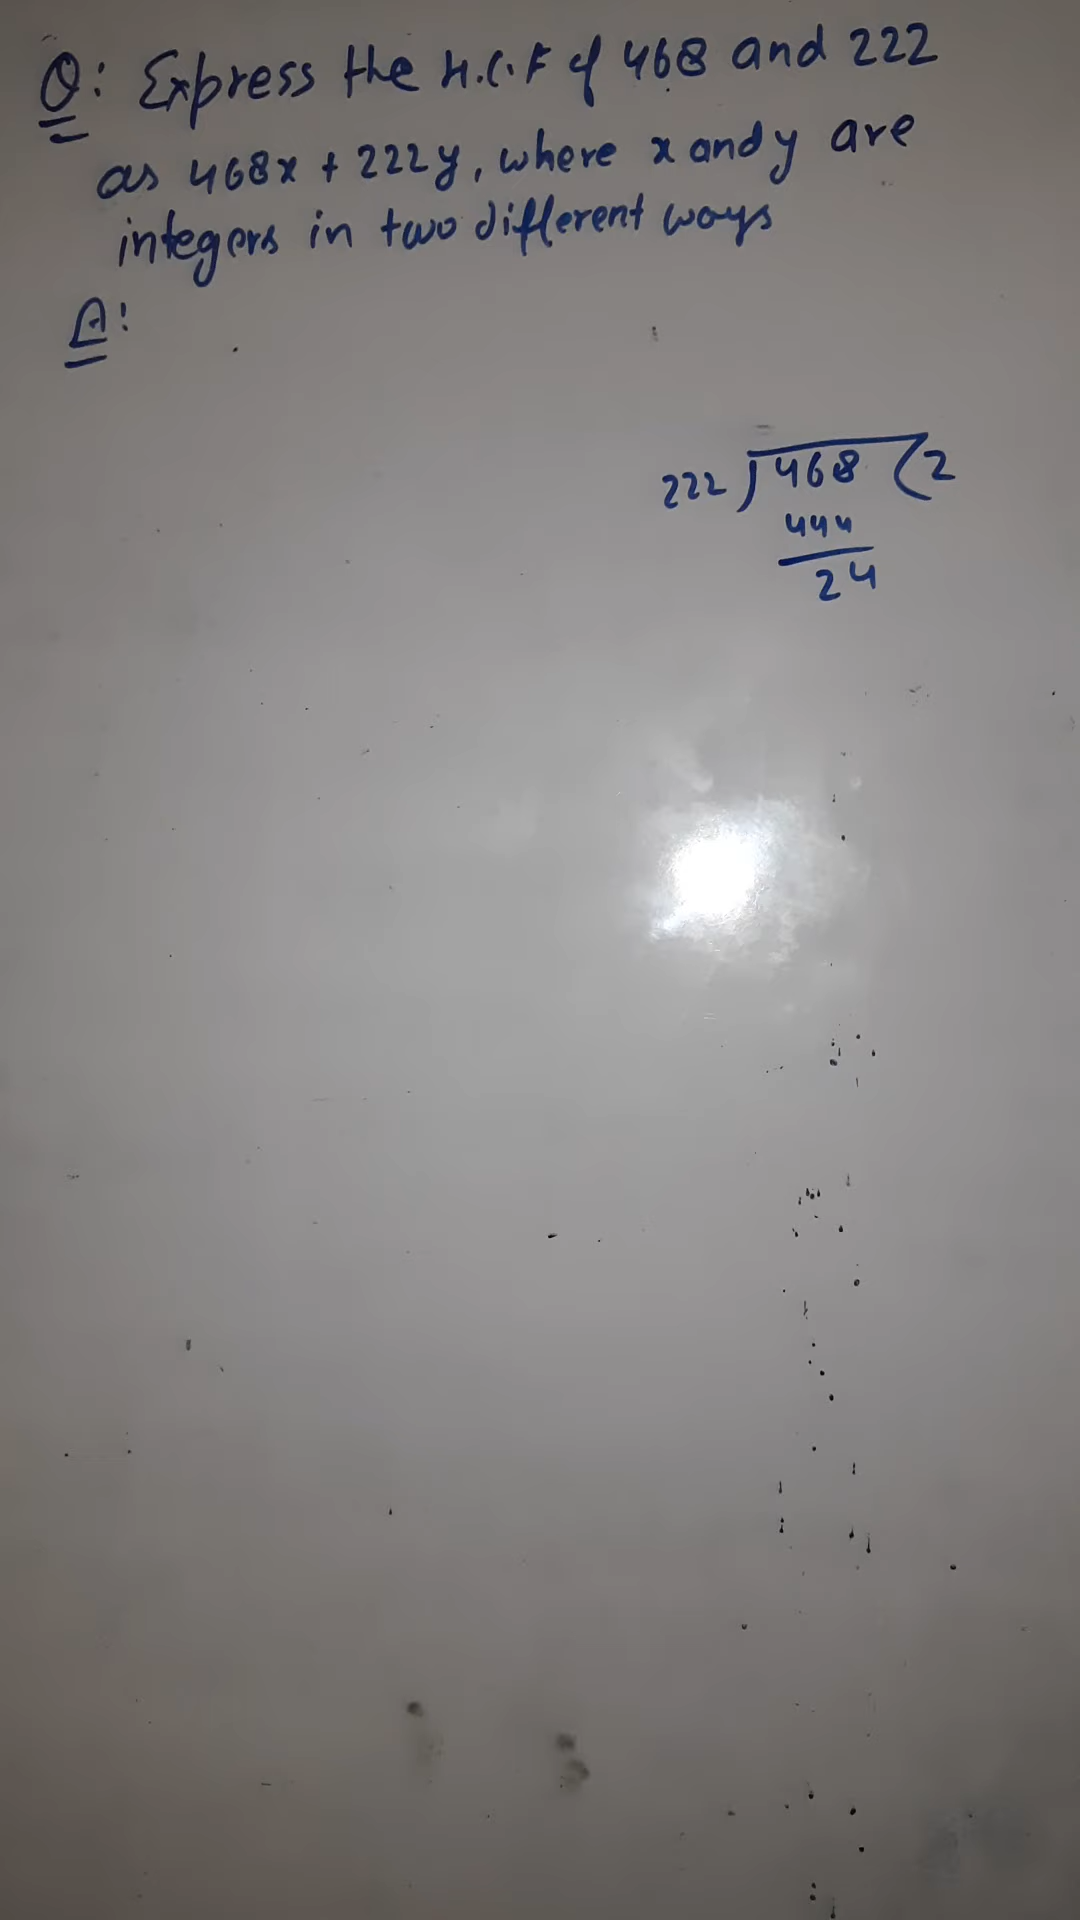 Q: Express the H.C.F of 468 and 222
as 468x + 222y, where x and y are
integers in two different ways
A:
222 ) 468 ( 2
444
24